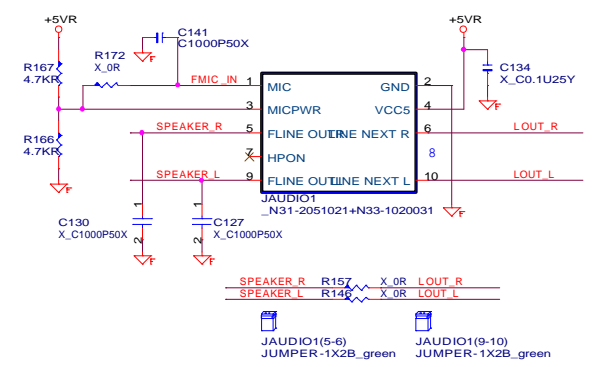 +5VR
C141
C1000P50X
F
R172
X_0R
R167
4.7KR
FMIC_IN
+5VR
C134
X_C0.1U25Y
F
1
MIC
GND
2
3
MICPWR
VCC5
4
R166
4.7KR
SPEAKER_R
5
FLINE OUTR
LINE NEXT R
6
LOUT_R
7
HPON
8
SPEAKER_L
9
FLINE OUTL
LINE NEXT L
10
LOUT_L
F
JAUDIO1
_N31-2051021+N33-1020031
F
C130
X_C1000P50X
1
2
F
C127
X_C1000P50X
1
2
F
SPEAKER_R
R157
X_0R
LOUT_R
SPEAKER_L
R146
X_0R
LOUT_L
JAUDIO1(5-6)
JUMPER-1X2B_green
JAUDIO1(9-10)
JUMPER-1X2B_green